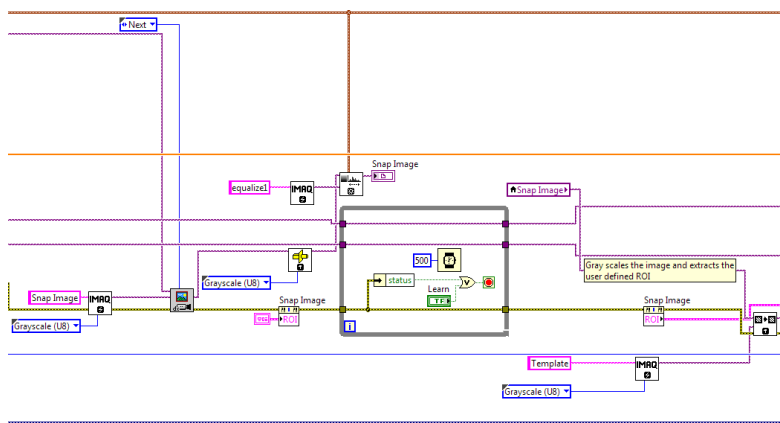 Next
Snap Image
equalize1
IMAQ
Snap Image
500
Gray scales the image and extracts the
user defined ROI
Grayscale (U8)
status
Learn
TF
Snap Image
IMAQ
Snap Image
ROI
Snap Image
ROI
Grayscale (U8)
i
Template
IMAQ
Grayscale (U8)